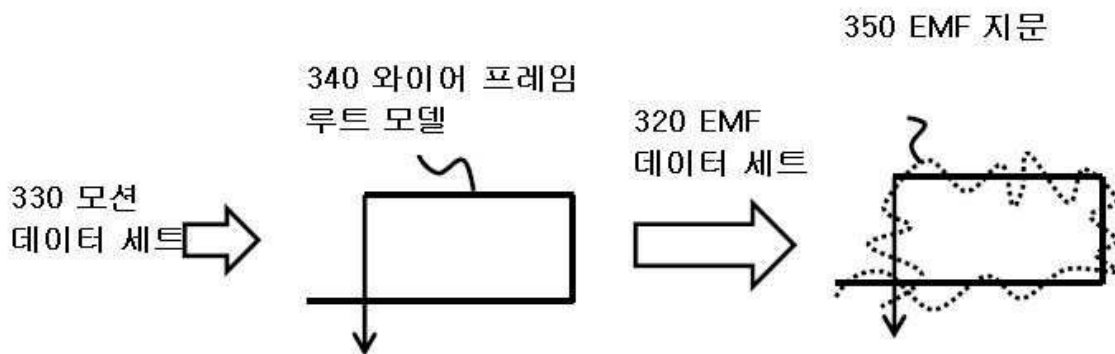 330 모션
데이터 세트
340 와이어 프레임
루트 모델
320 EMF
데이터 세트
350 EMF 지문